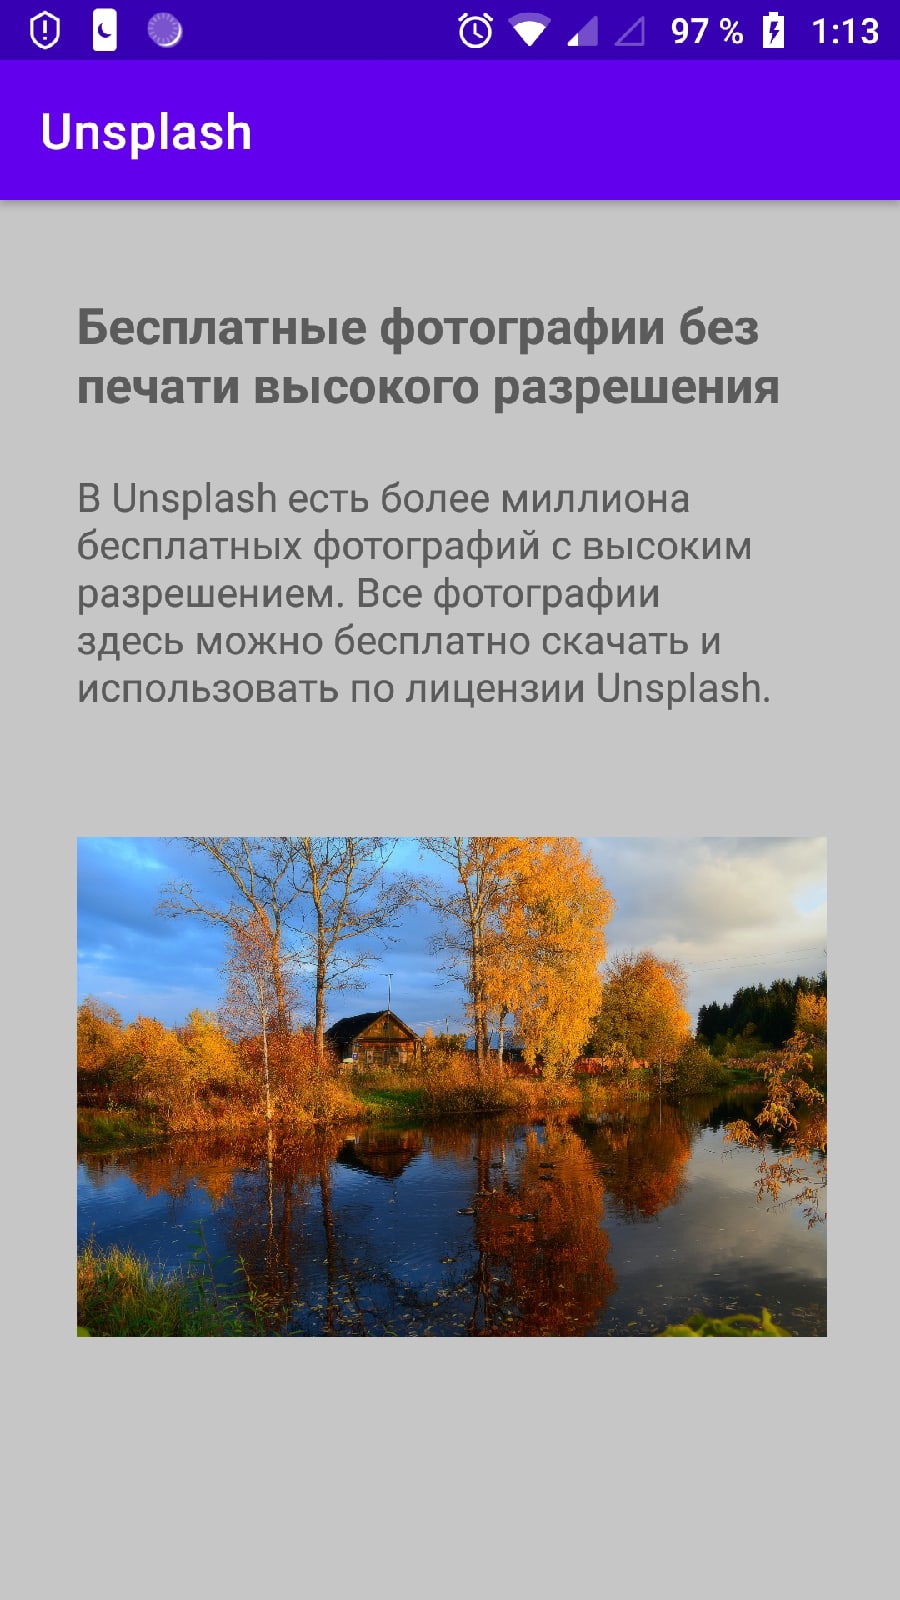 97 % 1:13
Unsplash
Бесплатные фотографии без
печати высокого разрешения
В Unsplash есть более миллиона
бесплатных фотографий с высоким
разрешением. Все фотографии
здесь можно бесплатно скачать и
использовать по лицензии Unsplash.